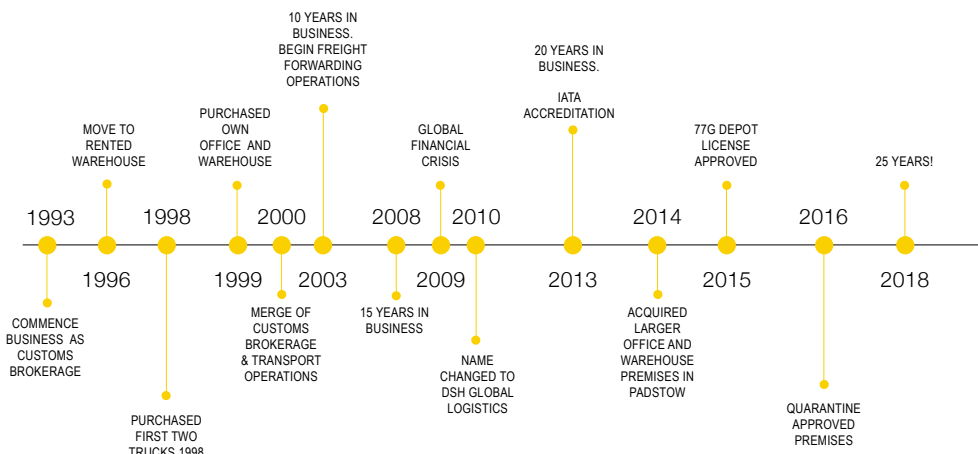 10 YEARS IN
BUSINESS.
BEGIN FREIGHT
FORWARDING
OPERATIONS
20 YEARS IN
BUSINESS.
IATA
ACCREDITATION
MOVE TO
RENTED
WAREHOUSE
PURCHASED
OWN
OFFICE AND
WAREHOUSE
GLOBAL
FINANCIAL
CRISIS
77G DEPOT
LICENSE
APPROVED
25 YEARS!
1993
1998
2000
2008
2010
2014
2016
1996
1999
2003
2009
2013
2015
2018
COMMENCE
BUSINESS AS
CUSTOMS
BROKERAGE
MERGE OF
CUSTOMS
BROKERAGE
& TRANSPORT
OPERATIONS
15 YEARS IN
BUSINESS
NAME
CHANGED TO
DSH GLOBAL
LOGISTICS
ACQUIRED
LARGER
OFFICE AND
WAREHOUSE
PREMISES IN
PADSTOW
PURCHASED
FIRST TWO
TRUCKS 1998
QUARANTINE
APPROVED
PREMISES